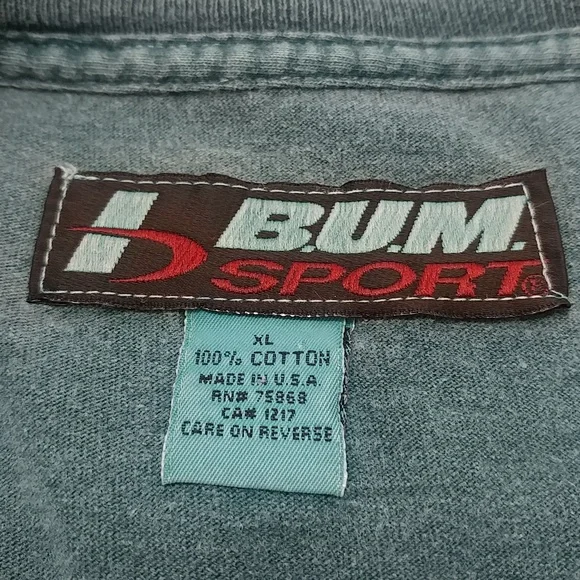 B.U.M.
SPORT®
XL
100% COTTON
MADE IN U.S.A.
RN# 75868
CA# 1217
CARE ON REVERSE